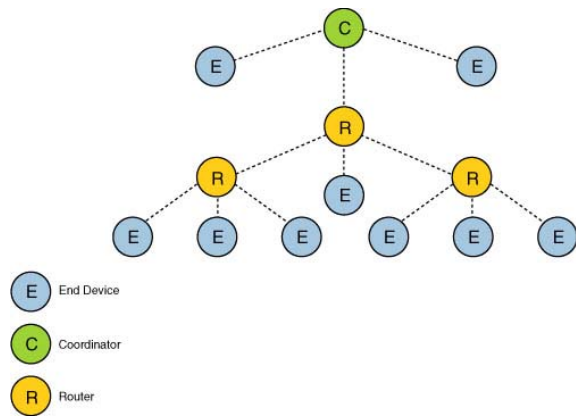 C
E E
R
R E R
E E E E E E
E End Device
C Coordinator
R Router